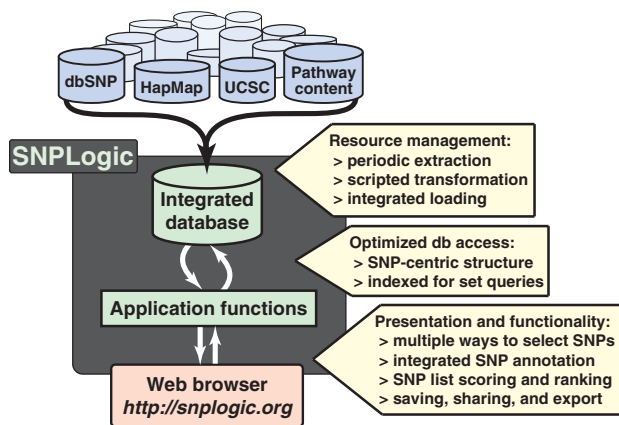 dbSNP
HapMap
UCSC
Pathway
content
SNPLogic
Integrated
database
Resource management:
> periodic extraction
> scripted transformation
> integrated loading
Optimized db access:
> SNP-centric structure
> indexed for set queries
Application functions
Presentation and functionality:
> multiple ways to select SNPs
> integrated SNP annotation
> SNP list scoring and ranking
> saving, sharing, and export
Web browser
http://snplogic.org